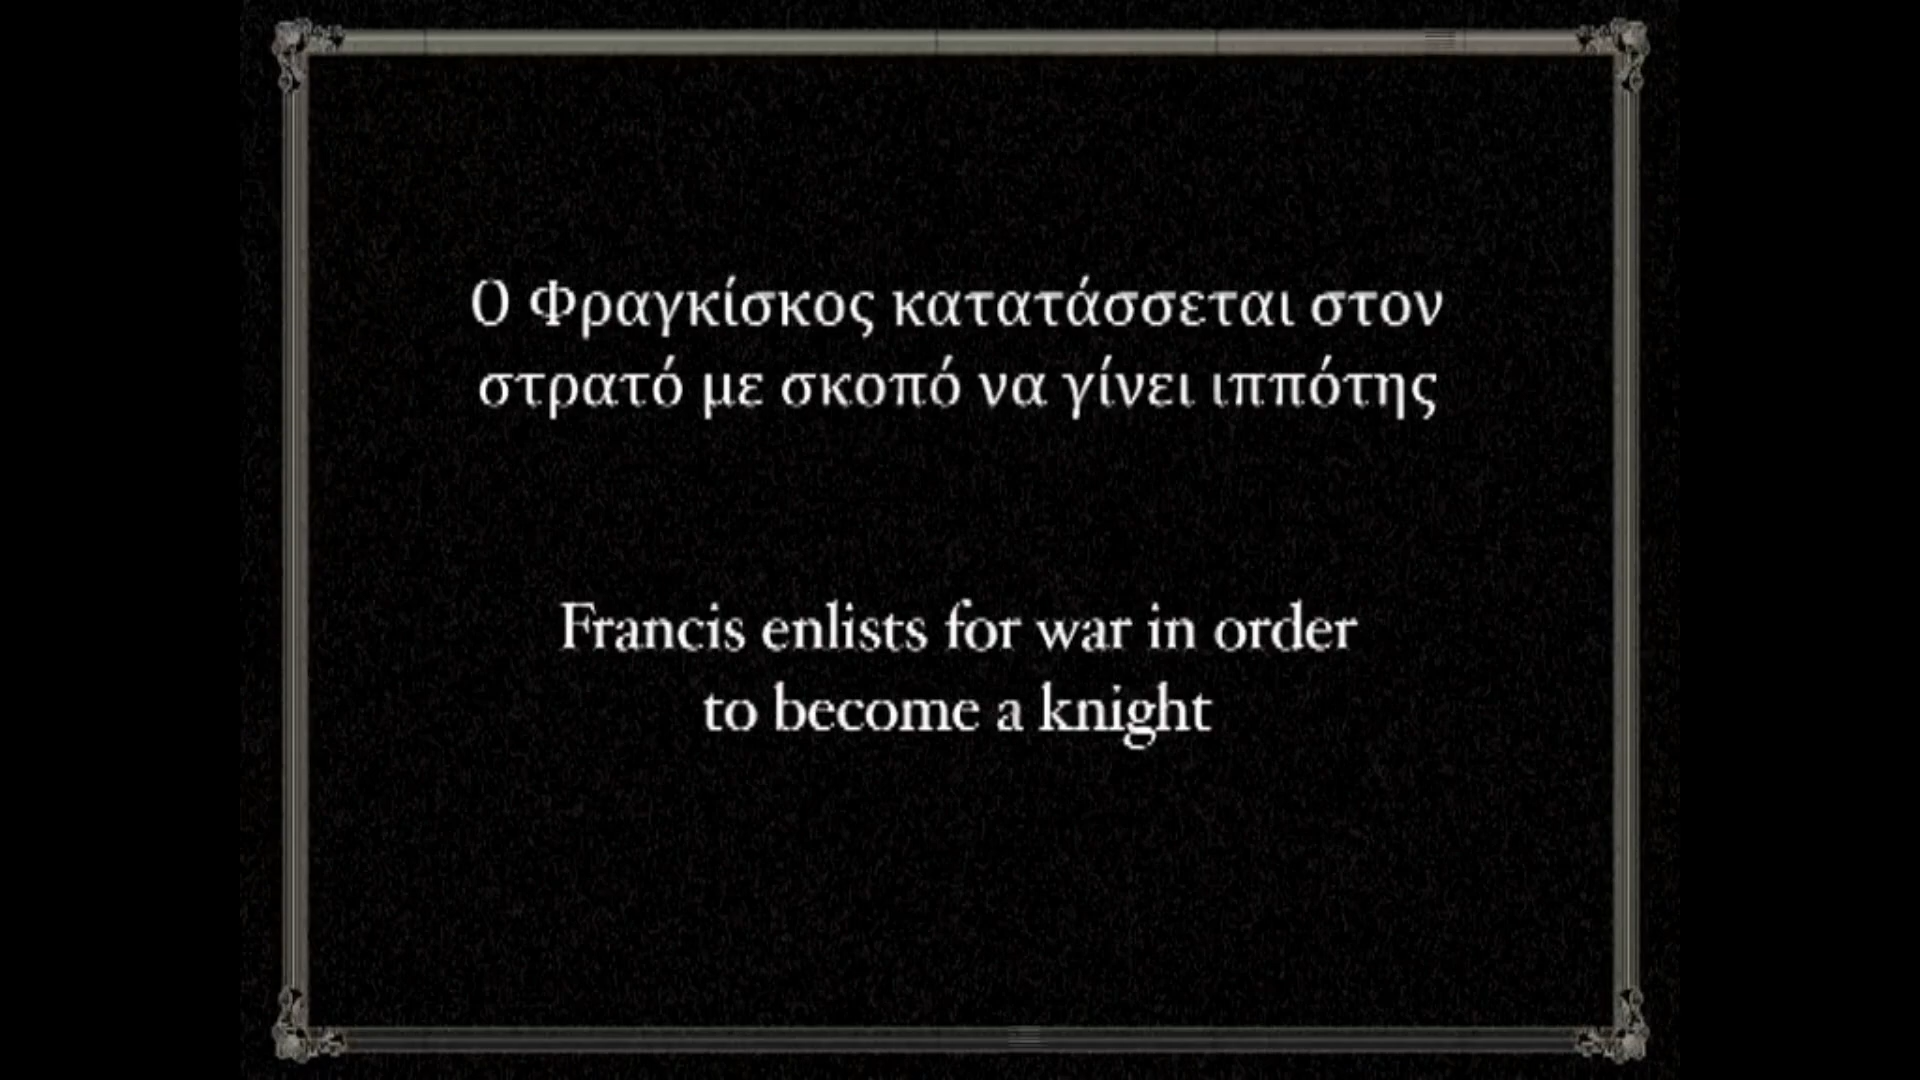 Ο Φραγκίσκος κατατάσσεται στον
στρατό με σκοπό να γίνει ιππότης
Francis enlists for war in order
to become a knight